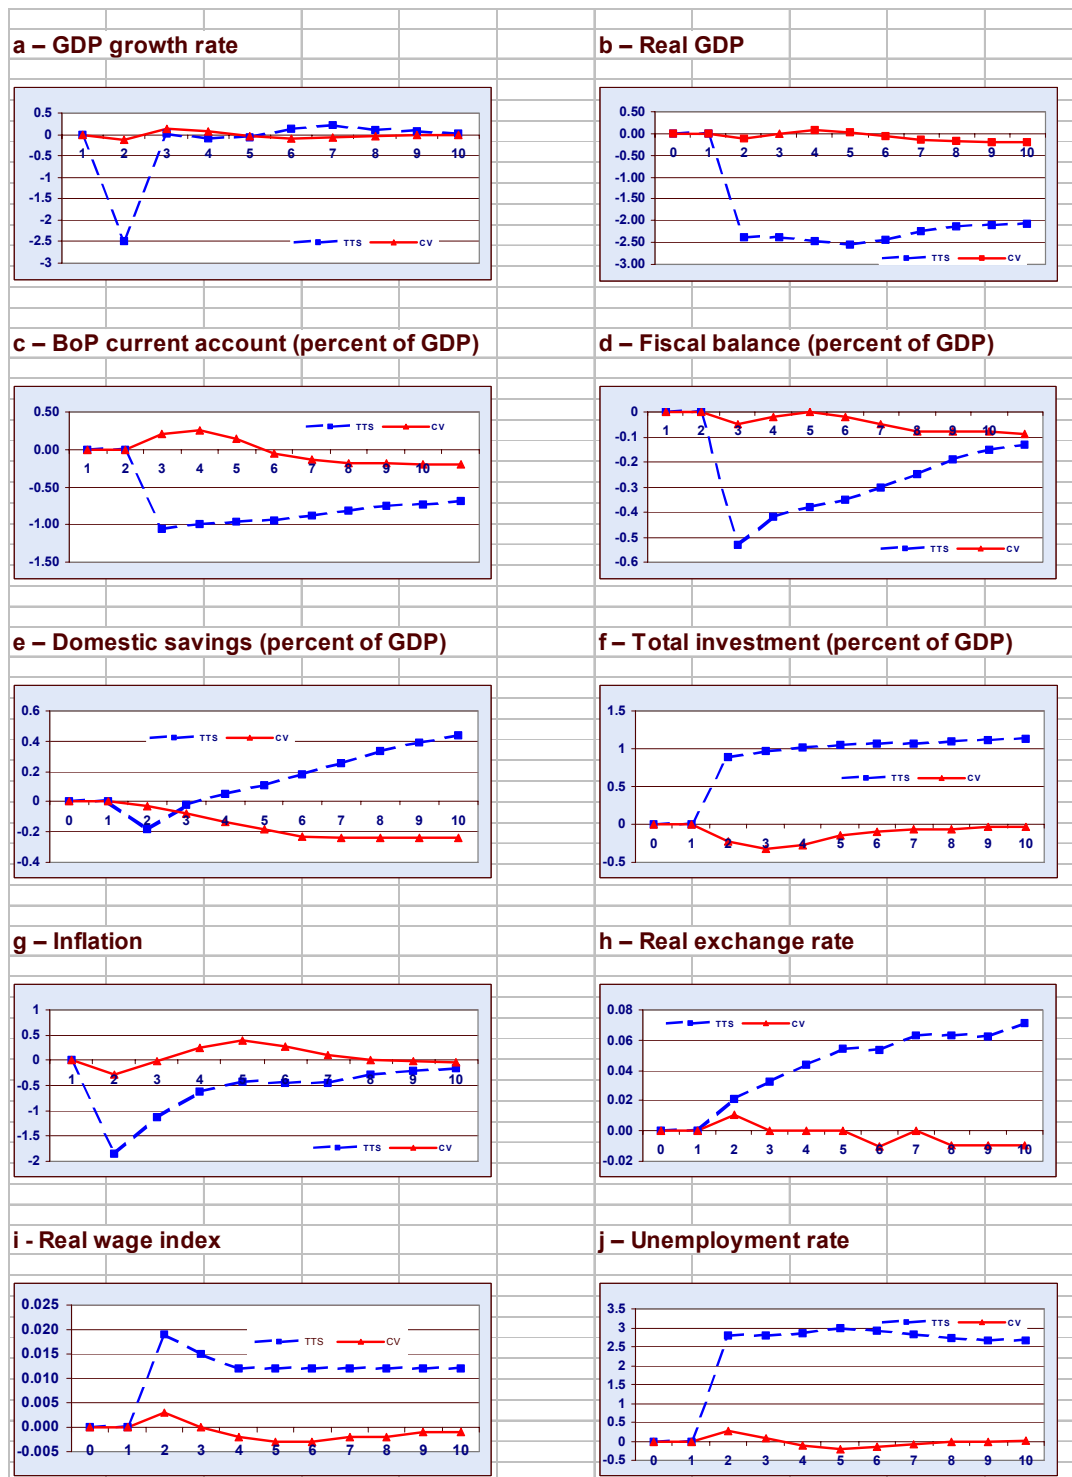 a – GDP growth rate
0.5
0
-0.5
-1
-1.5
-2
-2.5
-3
1 2 3 4 5 6 7 8 9 10
TTS CV
b – Real GDP
0.50
0.00
-0.50
-1.00
-1.50
-2.00
-2.50
-3.00
0 1 2 3 4 5 6 7 8 9 10
TTS CV
c – BoP current account (percent of GDP)
0.50
0.00
-0.50
-1.00
-1.50
1 2 3 4 5 6 7 8 9 10
TTS CV
d – Fiscal balance (percent of GDP)
0
-0.1
-0.2
-0.3
-0.4
-0.5
-0.6
1 2 3 4 5 6 7 8 9 10
TTS CV
e – Domestic savings (percent of GDP)
0.6
0.4
0.2
0
-0.2
-0.4
0 1 2 3 4 5 6 7 8 9 10
TTS CV
f – Total investment (percent of GDP)
1.5
1
0.5
0
-0.5
0 1 2 3 4 5 6 7 8 9 10
TTS CV
g – Inflation
1
0.5
0
-0.5
-1
-1.5
-2
1 2 3 4 5 6 7 8 9 10
TTS CV
h – Real exchange rate
0.08
0.06
0.04
0.02
0.00
-0.02
0 1 2 3 4 5 6 7 8 9 10
TTS CV
i - Real wage index
0.025
0.020
0.015
0.010
0.005
0.000
-0.005
0 1 2 3 4 5 6 7 8 9 10
TTS CV
j – Unemployment rate
3.5
3
2.5
2
1.5
1
0.5
0
-0.5
0 1 2 3 4 5 6 7 8 9 10
TTS CV